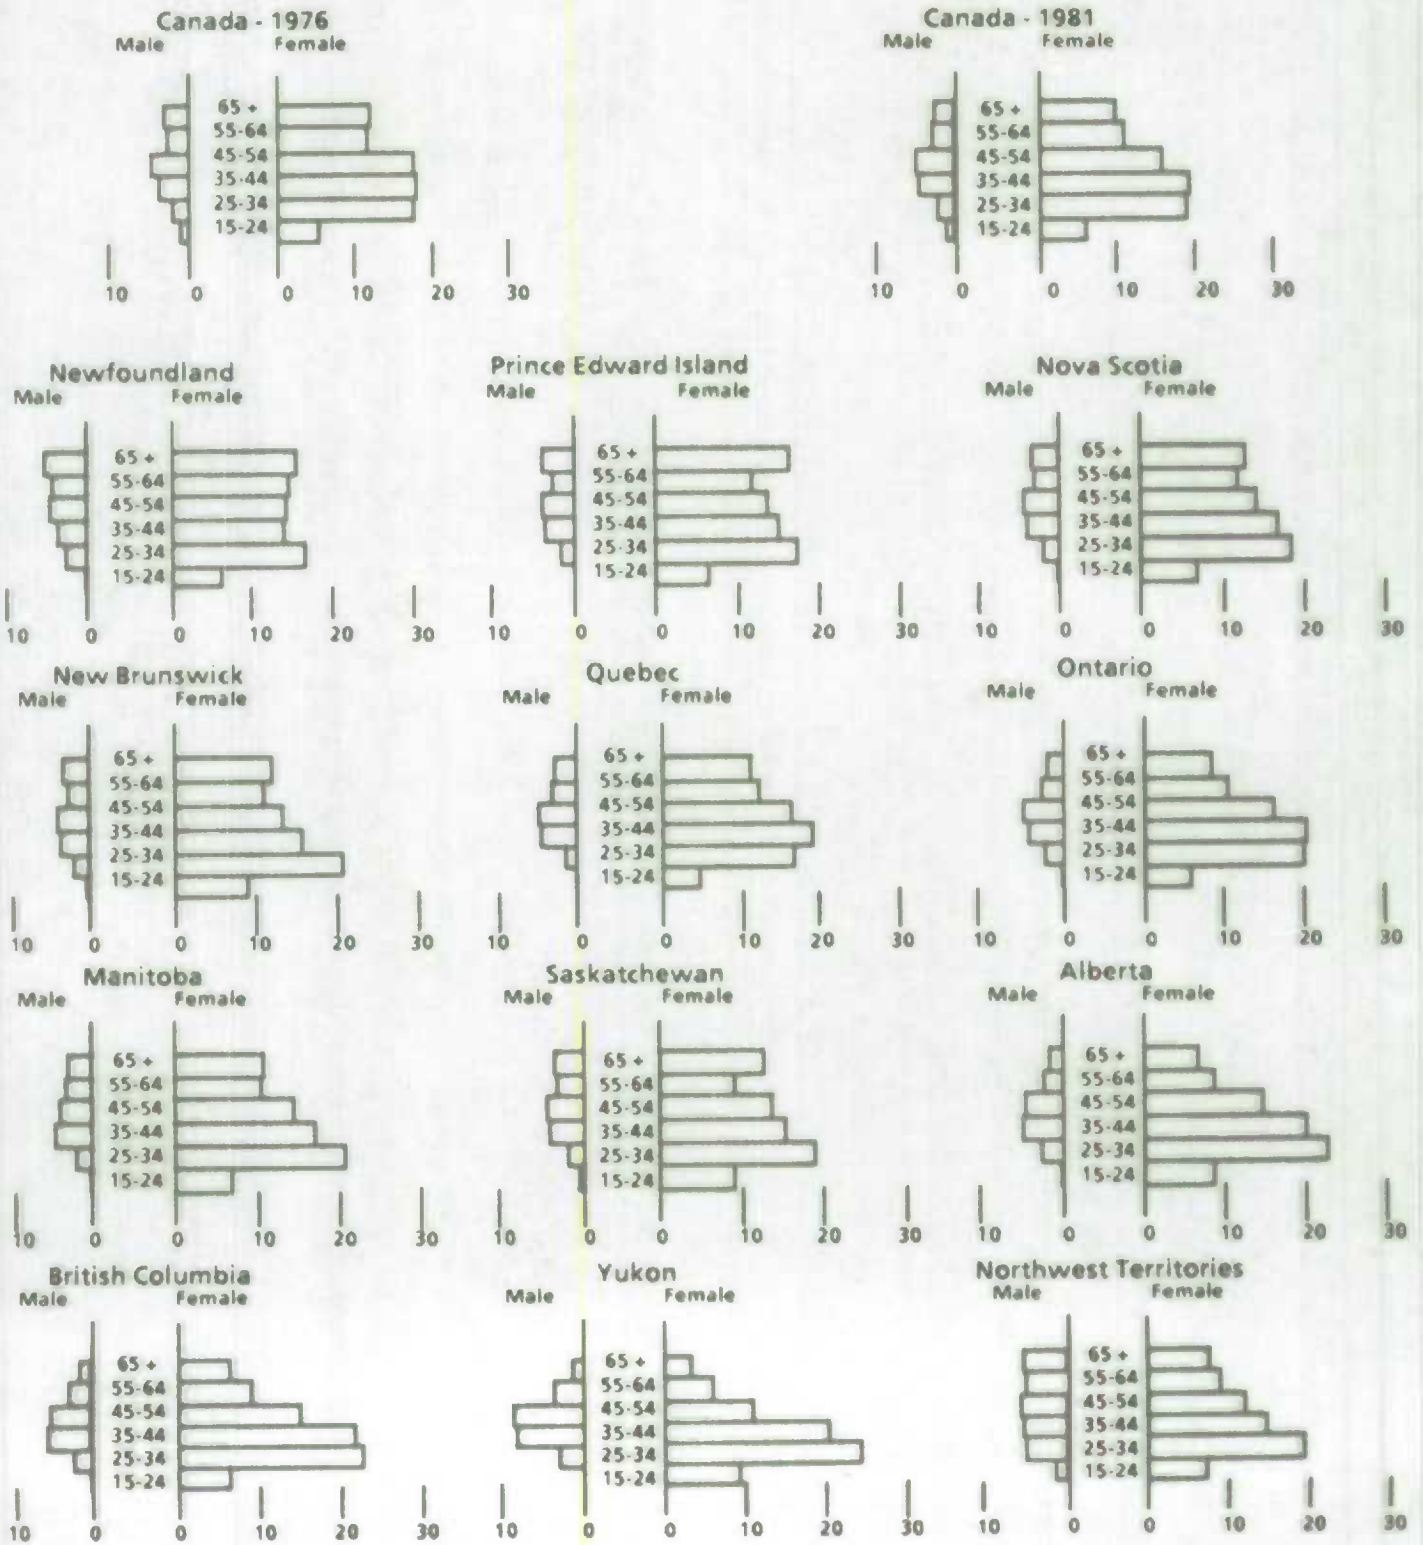 Canada - 1976
Male Female
65 +
55-64
45-54
35-44
25-34
15-24
10 0 0 10 20 30
Canada - 1981
Male Female
65 +
55-64
45-54
35-44
25-34
15-24
10 0 0 10 20 30
Newfoundland
Male Female
65 +
55-64
45-54
35-44
25-34
15-24
10 0 0 10 20 30
Prince Edward Island
Male Female
65 +
55-64
45-54
35-44
25-34
15-24
10 0 0 10 20 30
Nova Scotia
Male Female
65 +
55-64
45-54
35-44
25-34
15-24
10 0 0 10 20 30
New Brunswick
Male Female
65 +
55-64
45-54
35-44
25-34
15-24
10 0 0 10 20 30
Quebec
Male Female
65 +
55-64
45-54
35-44
25-34
15-24
10 0 0 10 20 30
Ontario
Male Female
65 +
55-64
45-54
35-44
25-34
15-24
10 0 0 10 20 30
Manitoba
Male Female
65 +
55-64
45-54
35-44
25-34
15-24
10 0 0 10 20 30
Saskatchewan
Male Female
65 +
55-64
45-54
35-44
25-34
15-24
10 0 0 10 20 30
Alberta
Male Female
65 +
55-64
45-54
35-44
25-34
15-24
10 0 0 10 20 30
British Columbia
Male Female
65 +
55-64
45-54
35-44
25-34
15-24
10 0 0 10 20 30
Yukon
Male Female
65 +
55-64
45-54
35-44
25-34
15-24
10 0 0 10 20 30
Northwest Territories
Male Female
65 +
55-64
45-54
35-44
25-34
15-24
10 0 0 10 20 30